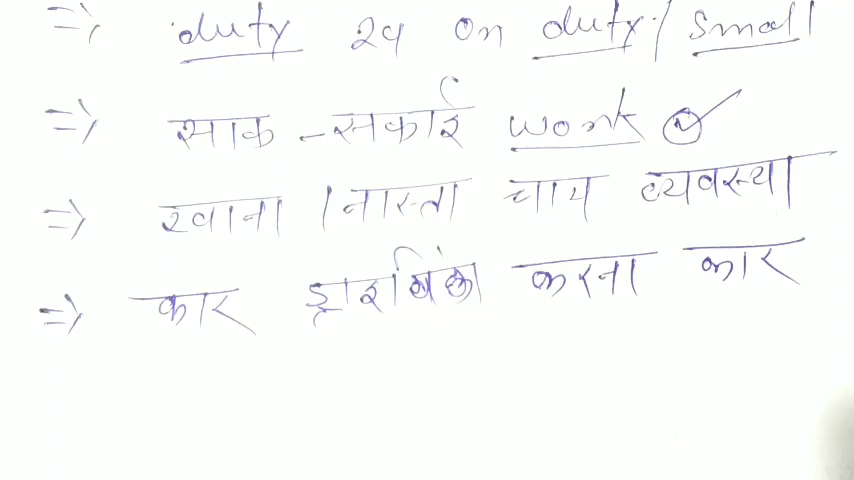 ⇒ duty 24 on duty / small
⇒ साफ - सफाई work
⇒ खाना / नास्ता चाय व्यवस्था
⇒ कार ड्राइविंग करना कार